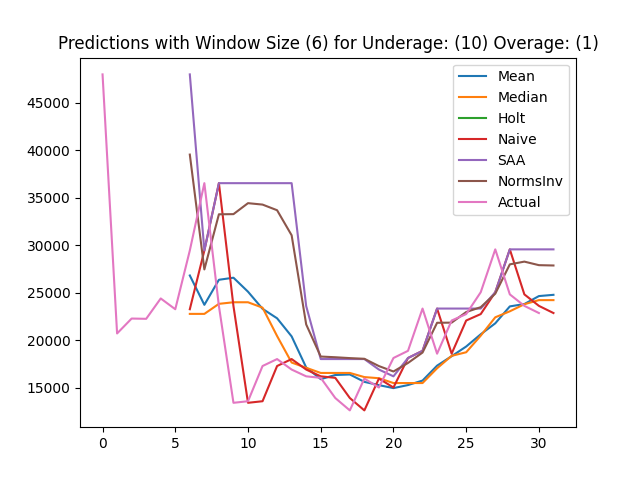 Predictions with Window Size (6) for Underage: (10) Overage: (1)
Mean
Median
Holt
Naive
SAA
NormsInv
Actual
45000
40000
35000
30000
25000
20000
15000
0 5 10 15 20 25 30